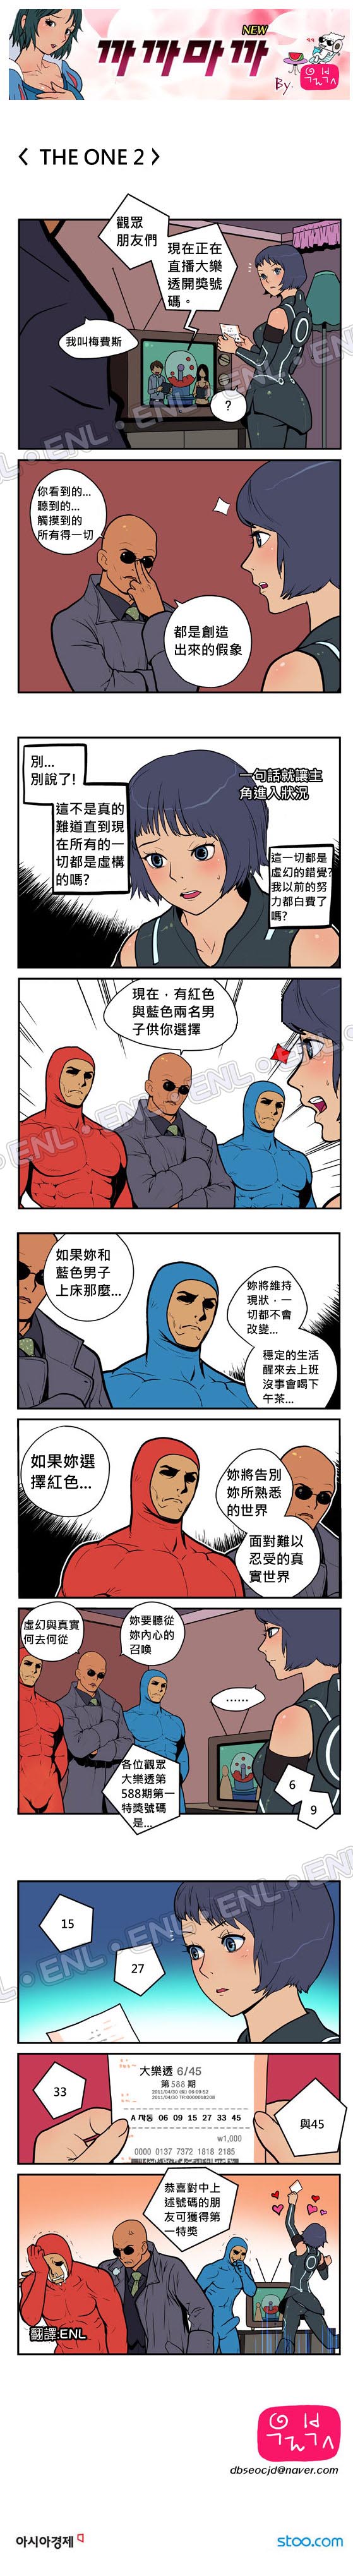 NEW
까까마까
By.
THE ONE 2
觀眾
朋友們
現在正在
直播大樂
透開獎號
碼。
我叫梅費斯
?
你看到的...
聽到的...
觸摸到的
所有得一切
都是創造
出來的假象
別...
別說了!
這不是真的
難道直到現
在所有的一
切都是虛構
的嗎?
一句話就讓主
角進入狀況
這一切都是
虛幻的錯覺?
我以前的努
力都白費了
嗎?
現在，有紅色
與藍色兩名男
子供你選擇
如果妳和
藍色男子
上床那麼...
妳將維持
現狀，一
切都不會
改變...
穩定的生活
醒來去上班
沒事會喝下
午茶...
如果妳選
擇紅色...
妳將告別
妳所熟悉
的世界
面對難以
忍受的真
實世界
虛幻與真實
何去何從
妳要聽從
妳內心的
召喚
......
各位觀眾
大樂透第
588期第一
特獎號碼
是...
6
9
15
27
33
大樂透 6/45
第 588 期
2011/04/30 (토) 06:09:52
2011/04/30 TR:0000058208
A 자동 06 09 15 27 33 45
₩1,000
0000 0137 7372 1818 2185
與45
恭喜對中上
述號碼的朋
友可獲得第
一特獎
翻譯:ENL
dbseocjd@naver.com
아시아경제
stoo.com
ENL